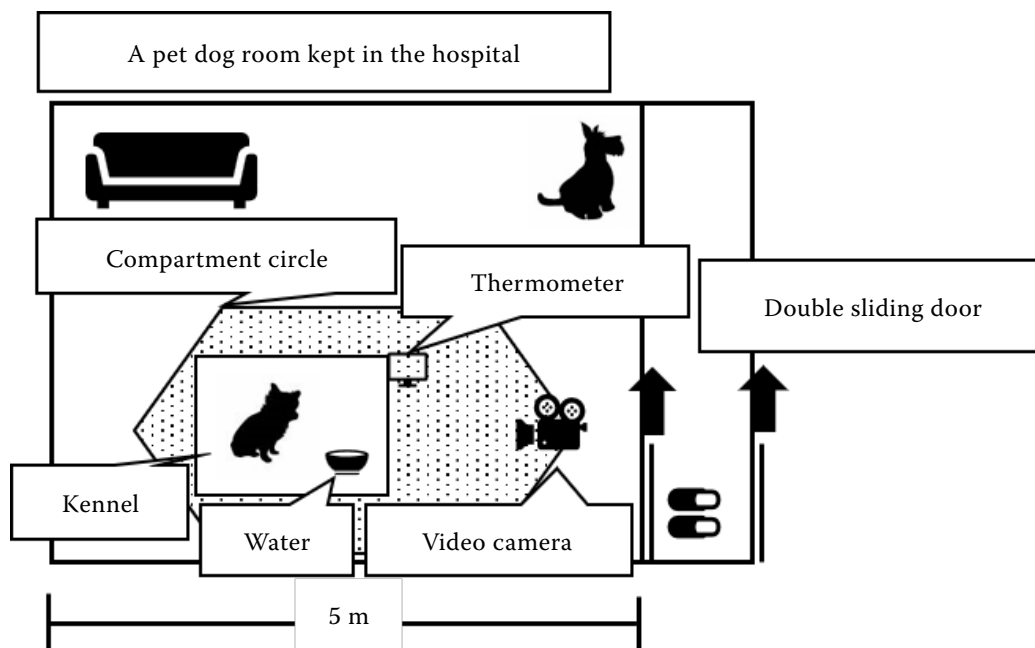 A pet dog room kept in the hospital
Compartment circle
Thermometer
Double sliding door
Kennel
Water
Video camera
5 m